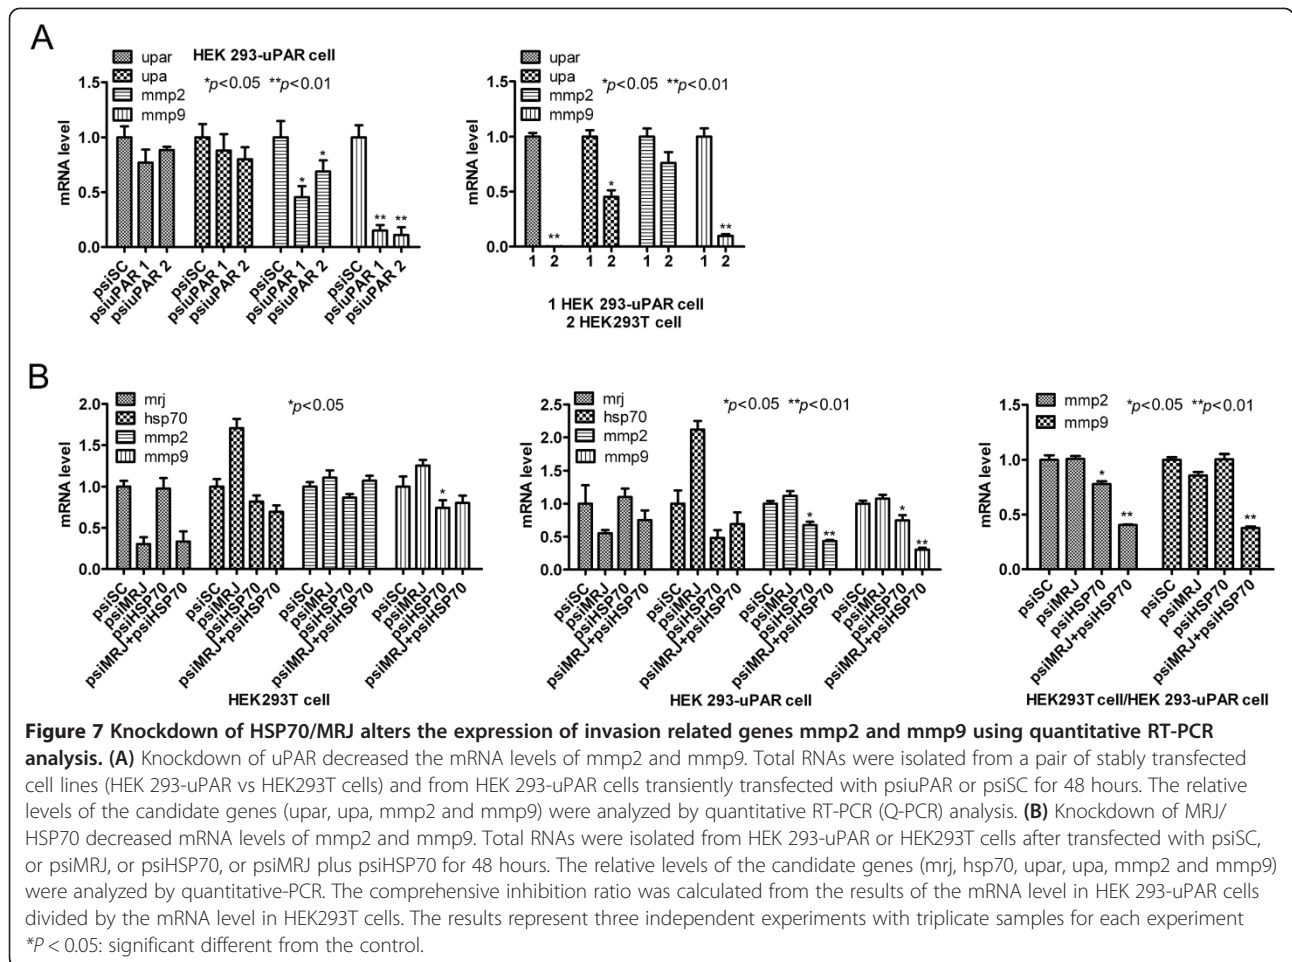 A
HEK 293-uPAR cell
upar
upa
mmp2
mmp9
*p<0.05 **p<0.01
mRNA level
1.5
1.0
0.5
0.0
* * ** **
psiSC
psiuPAR 1
psiuPAR 2
psiSC
psiuPAR 1
psiuPAR 2
psiSC
psiuPAR 1
psiuPAR 2
psiSC
psiuPAR 1
psiuPAR 2
upar
upa
mmp2
mmp9
*p<0.05 **p<0.01
mRNA level
1.5
1.0
0.5
0.0
** * **
1 2 1 2 1 2 1 2
1 HEK 293-uPAR cell
2 HEK293T cell
B
mrj
hsp70
mmp2
mmp9
*p<0.05
mRNA level
2.0
1.5
1.0
0.5
0.0
*
psiSC
psiMRJ
psiHSP70
psiMRJ+psiHSP70
psiSC
psiMRJ
psiHSP70
psiMRJ+psiHSP70
psiSC
psiMRJ
psiHSP70
psiMRJ+psiHSP70
psiSC
psiMRJ
psiHSP70
psiMRJ+psiHSP70
HEK293T cell
mrj
hsp70
mmp2
mmp9
*p<0.05 **p<0.01
mRNA level
2.5
2.0
1.5
1.0
0.5
0.0
* ** * **
psiSC
psiMRJ
psiHSP70
psiMRJ+psiHSP70
psiSC
psiMRJ
psiHSP70
psiMRJ+psiHSP70
psiSC
psiMRJ
psiHSP70
psiMRJ+psiHSP70
psiSC
psiMRJ
psiHSP70
psiMRJ+psiHSP70
HEK 293-uPAR cell
mmp2
mmp9
*p<0.05 **p<0.01
mRNA level
1.5
1.0
0.5
0.0
* ** **
psiSC
psiMRJ
psiHSP70
psiMRJ+psiHSP70
psiSC
psiMRJ
psiHSP70
psiMRJ+psiHSP70
HEK293T cell/HEK 293-uPAR cell
Figure 7 Knockdown of HSP70/MRJ alters the expression of invasion related genes mmp2 and mmp9 using quantitative RT-PCR
analysis. (A) Knockdown of uPAR decreased the mRNA levels of mmp2 and mmp9. Total RNAs were isolated from a pair of stably transfected
cell lines (HEK 293-uPAR vs HEK293T cells) and from HEK 293-uPAR cells transiently transfected with psiuPAR or psiSC for 48 hours. The relative
levels of the candidate genes (upar, upa, mmp2 and mmp9) were analyzed by quantitative RT-PCR (Q-PCR) analysis. (B) Knockdown of MRJ/
HSP70 decreased mRNA levels of mmp2 and mmp9. Total RNAs were isolated from HEK 293-uPAR or HEK293T cells after transfected with psiSC,
or psiMRJ, or psiHSP70, or psiMRJ plus psiHSP70 for 48 hours. The relative levels of the candidate genes (mrj, hsp70, upar, upa, mmp2 and mmp9)
were analyzed by quantitative-PCR. The comprehensive inhibition ratio was calculated from the results of the mRNA level in HEK 293-uPAR cells
divided by the mRNA level in HEK293T cells. The results represent three independent experiments with triplicate samples for each experiment
*P < 0.05: significant different from the control.